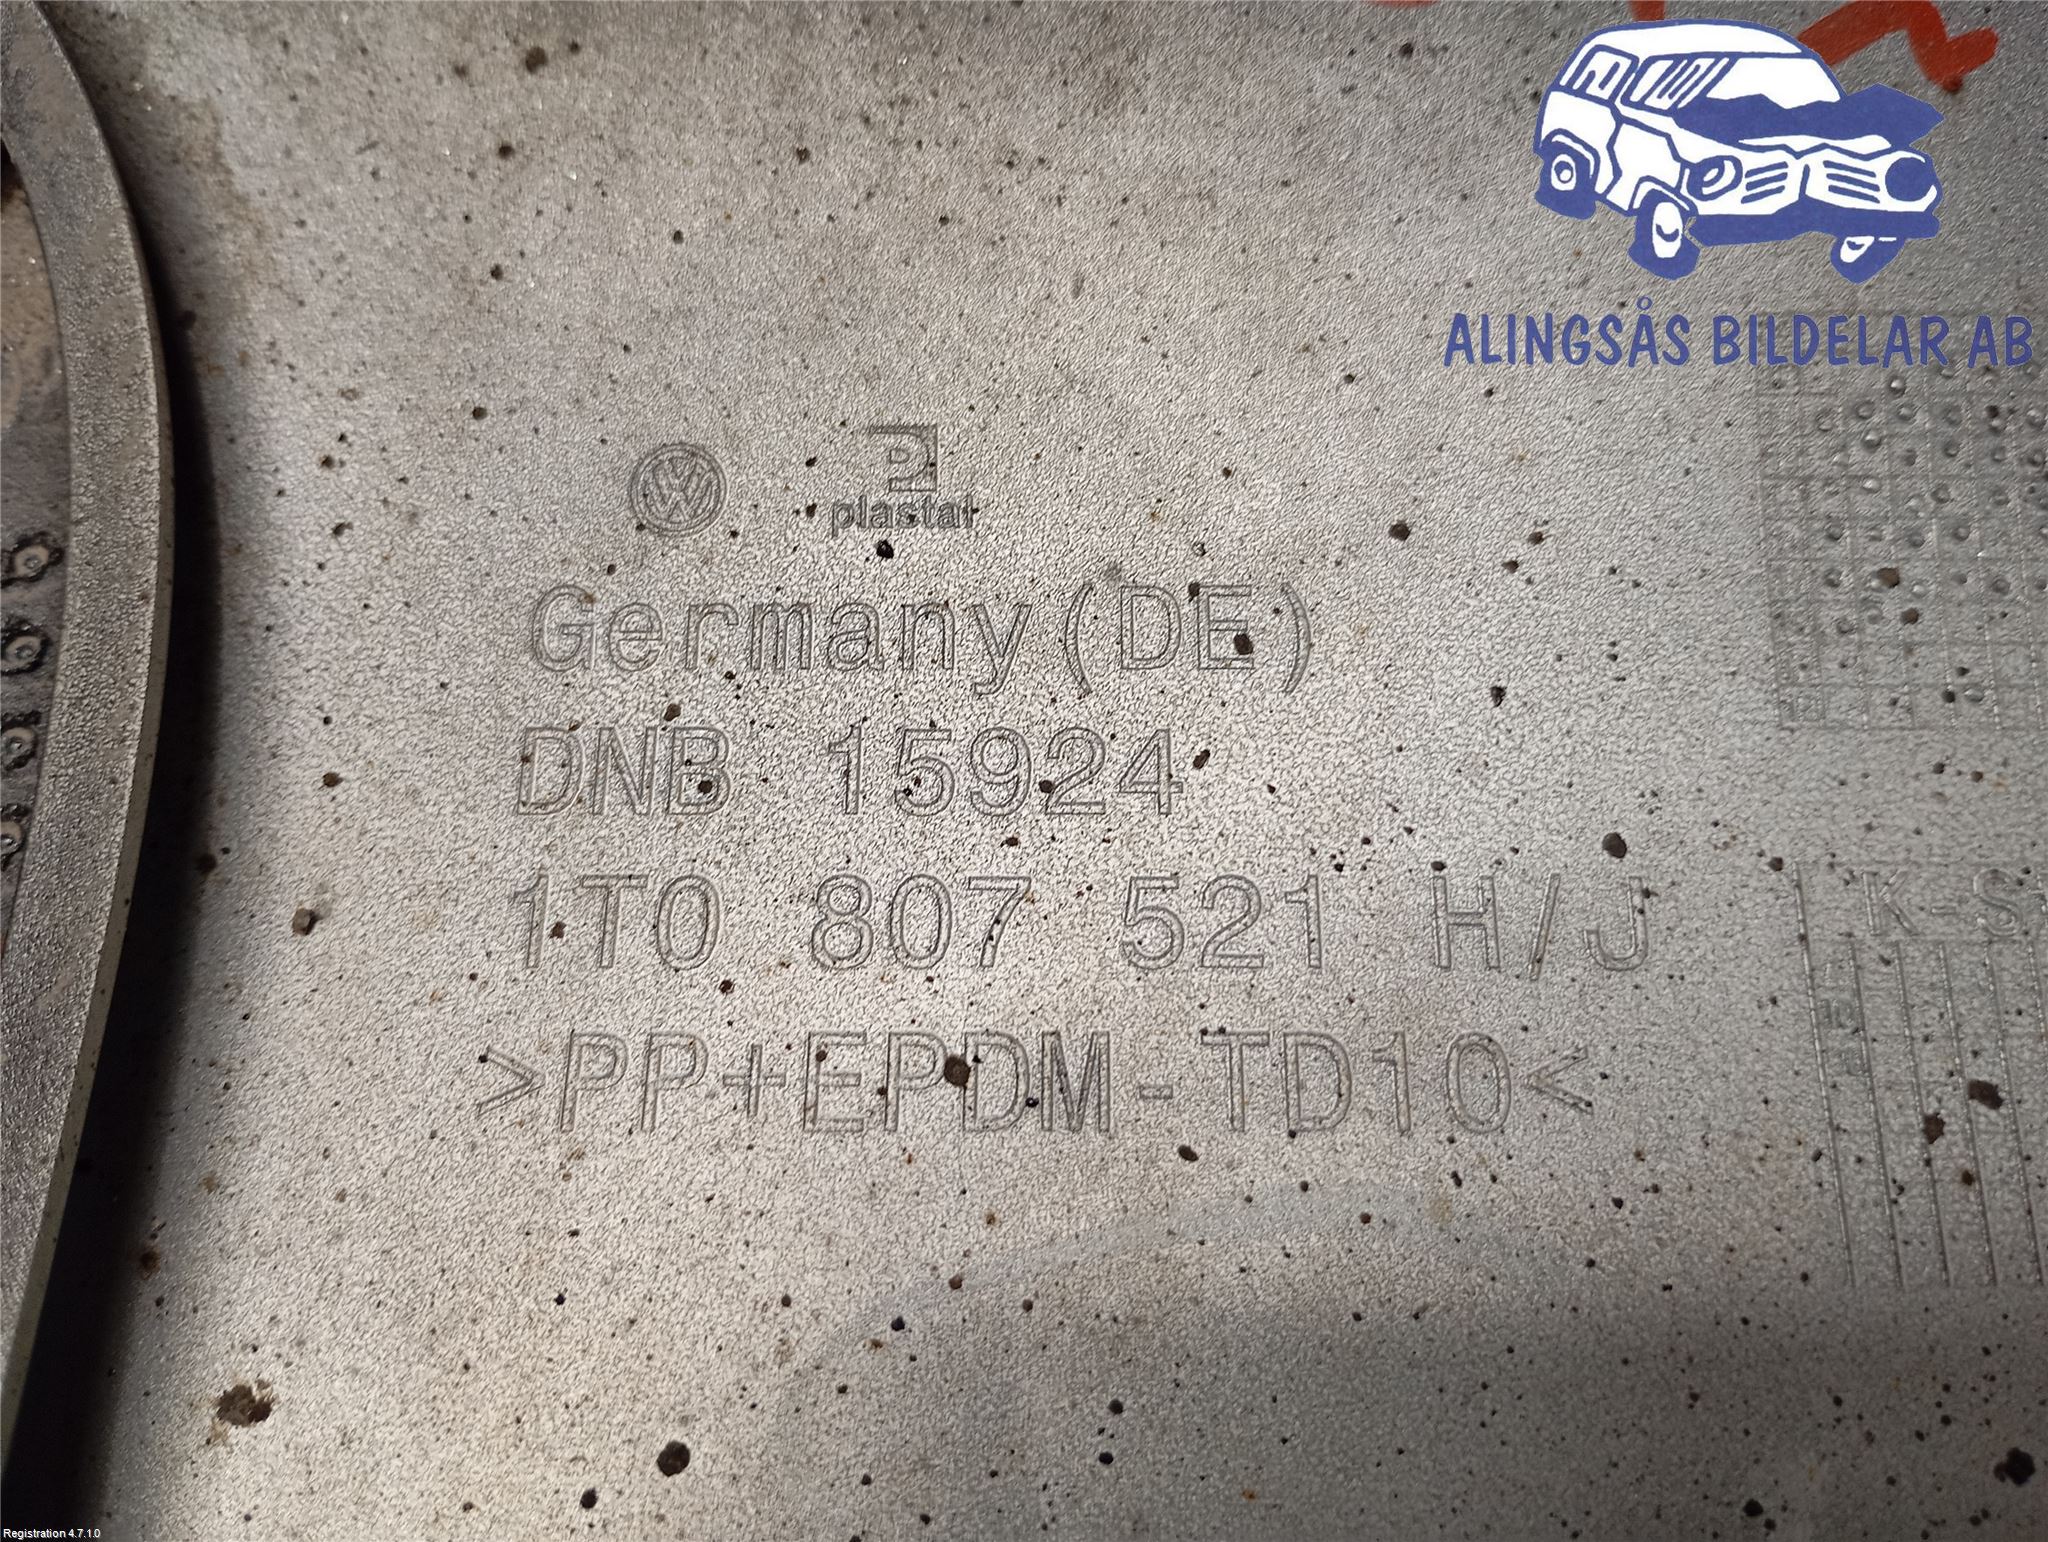 ALINGSÅS BILDELAR AB
plastal
Germany(DE)
DNB 15924
1T0 807 521 H/J
>PP+EPDM-TD10<
K-S
Registration 4.7.1.0